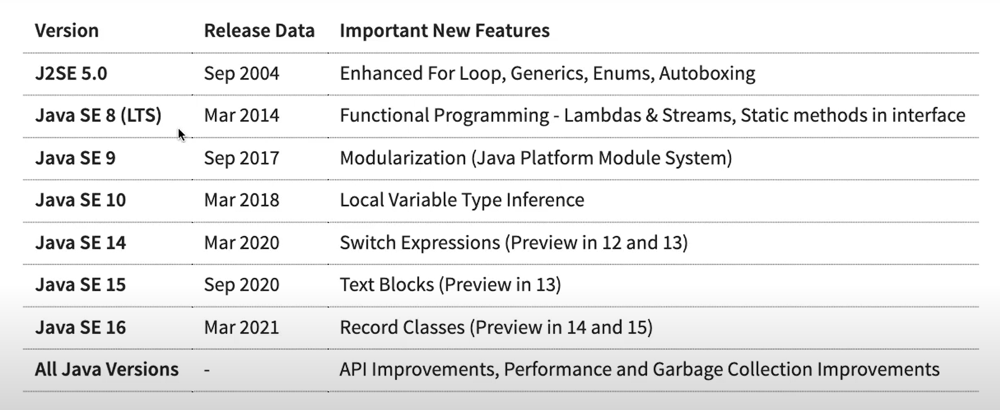 Version Release Data Important New Features
J2SE 5.0 Sep 2004 Enhanced For Loop, Generics, Enums, Autoboxing
Java SE 8 (LTS) Mar 2014 Functional Programming - Lambdas & Streams, Static methods in interface
Java SE 9 Sep 2017 Modularization (Java Platform Module System)
Java SE 10 Mar 2018 Local Variable Type Inference
Java SE 14 Mar 2020 Switch Expressions (Preview in 12 and 13)
Java SE 15 Sep 2020 Text Blocks (Preview in 13)
Java SE 16 Mar 2021 Record Classes (Preview in 14 and 15)
All Java Versions - API Improvements, Performance and Garbage Collection Improvements